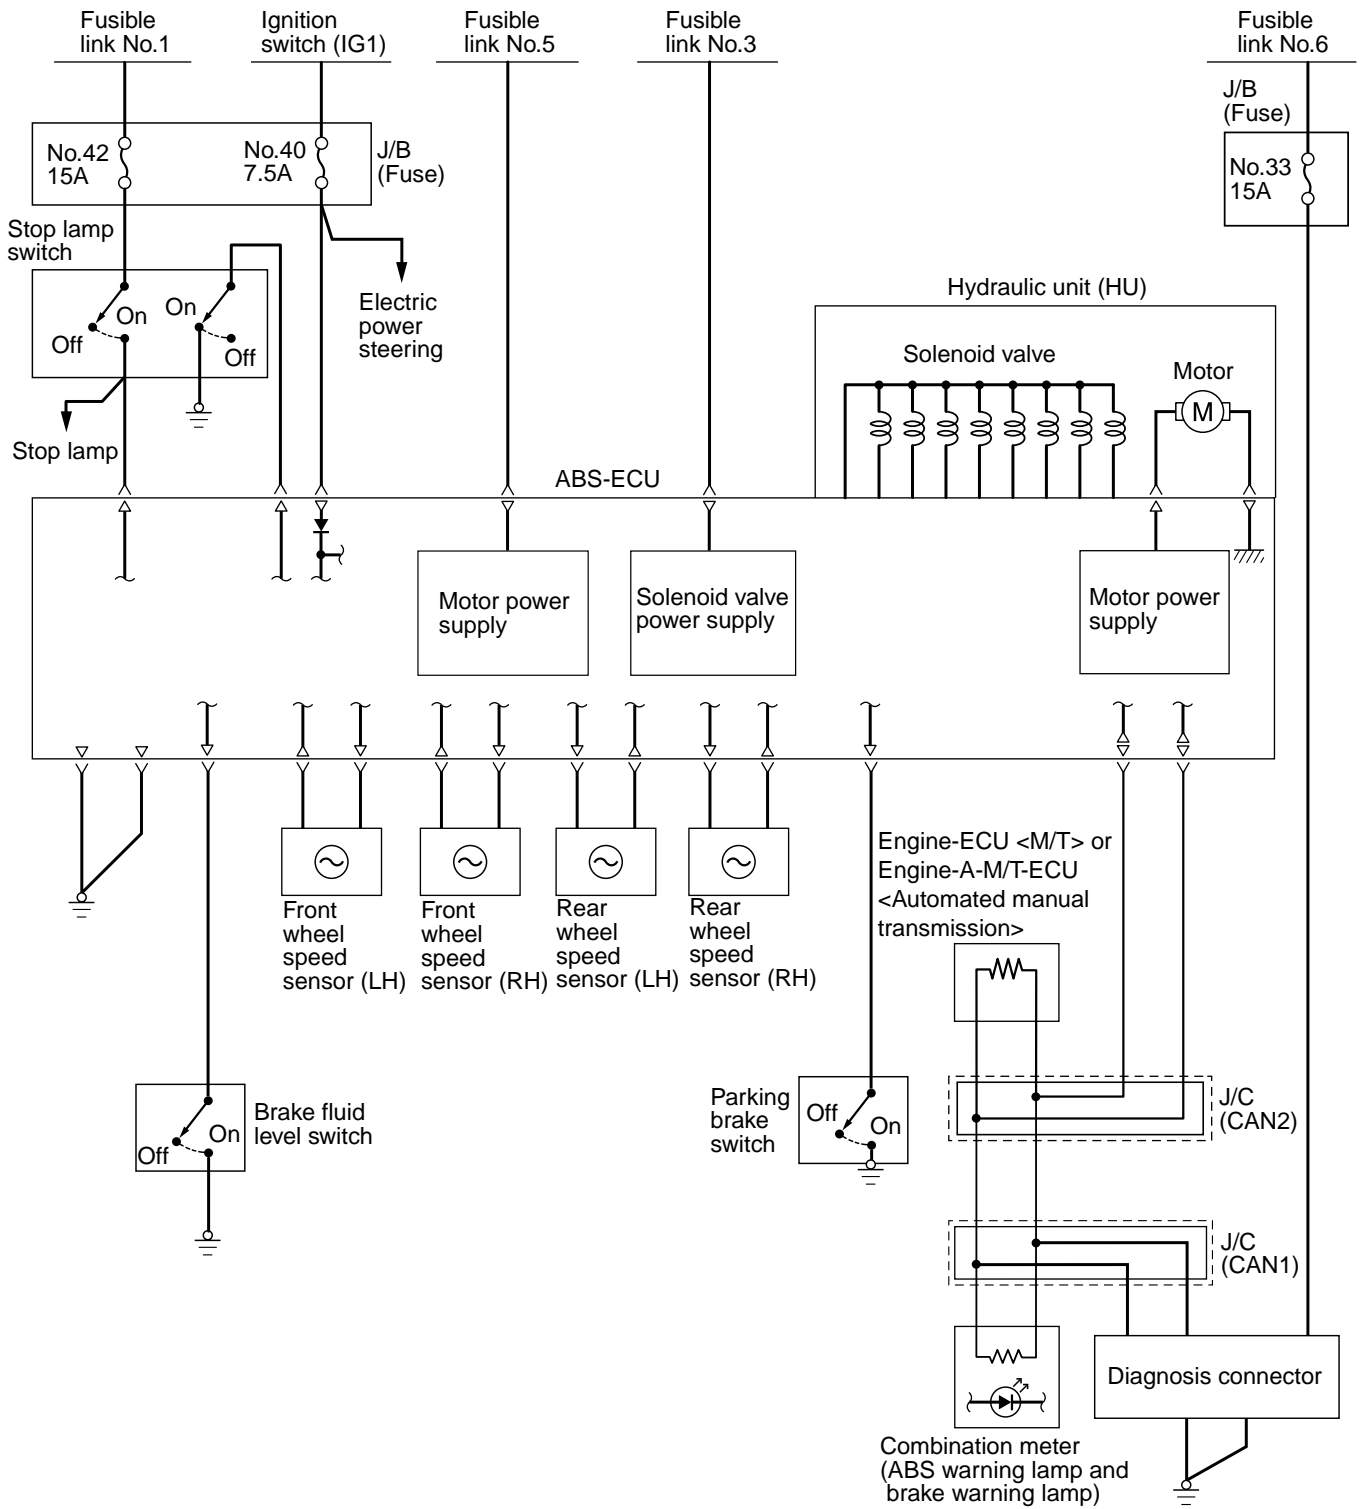 Fusible
link No.1
Ignition
switch (IG1)
Fusible
link No.5
Fusible
link No.3
Fusible
link No.6
J/B
(Fuse)
No.42
15A
No.40
7.5A
J/B
(Fuse)
No.33
15A
Stop lamp
switch
On
Off
On
Off
Electric
power
steering
Stop lamp
Hydraulic unit (HU)
Solenoid valve
Motor
M
ABS-ECU
Motor power
supply
Solenoid valve
power supply
Motor power
supply
Front
wheel
speed
sensor (LH)
Front
wheel
speed
sensor (RH)
Rear
wheel
speed
sensor (LH)
Rear
wheel
speed
sensor (RH)
Engine-ECU <M/T> or
Engine-A-M/T-ECU
<Automated manual
transmission>
Brake fluid
level switch
On
Off
Parking
brake
switch
Off
On
J/C
(CAN2)
J/C
(CAN1)
Diagnosis connector
Combination meter
(ABS warning lamp and
brake warning lamp)